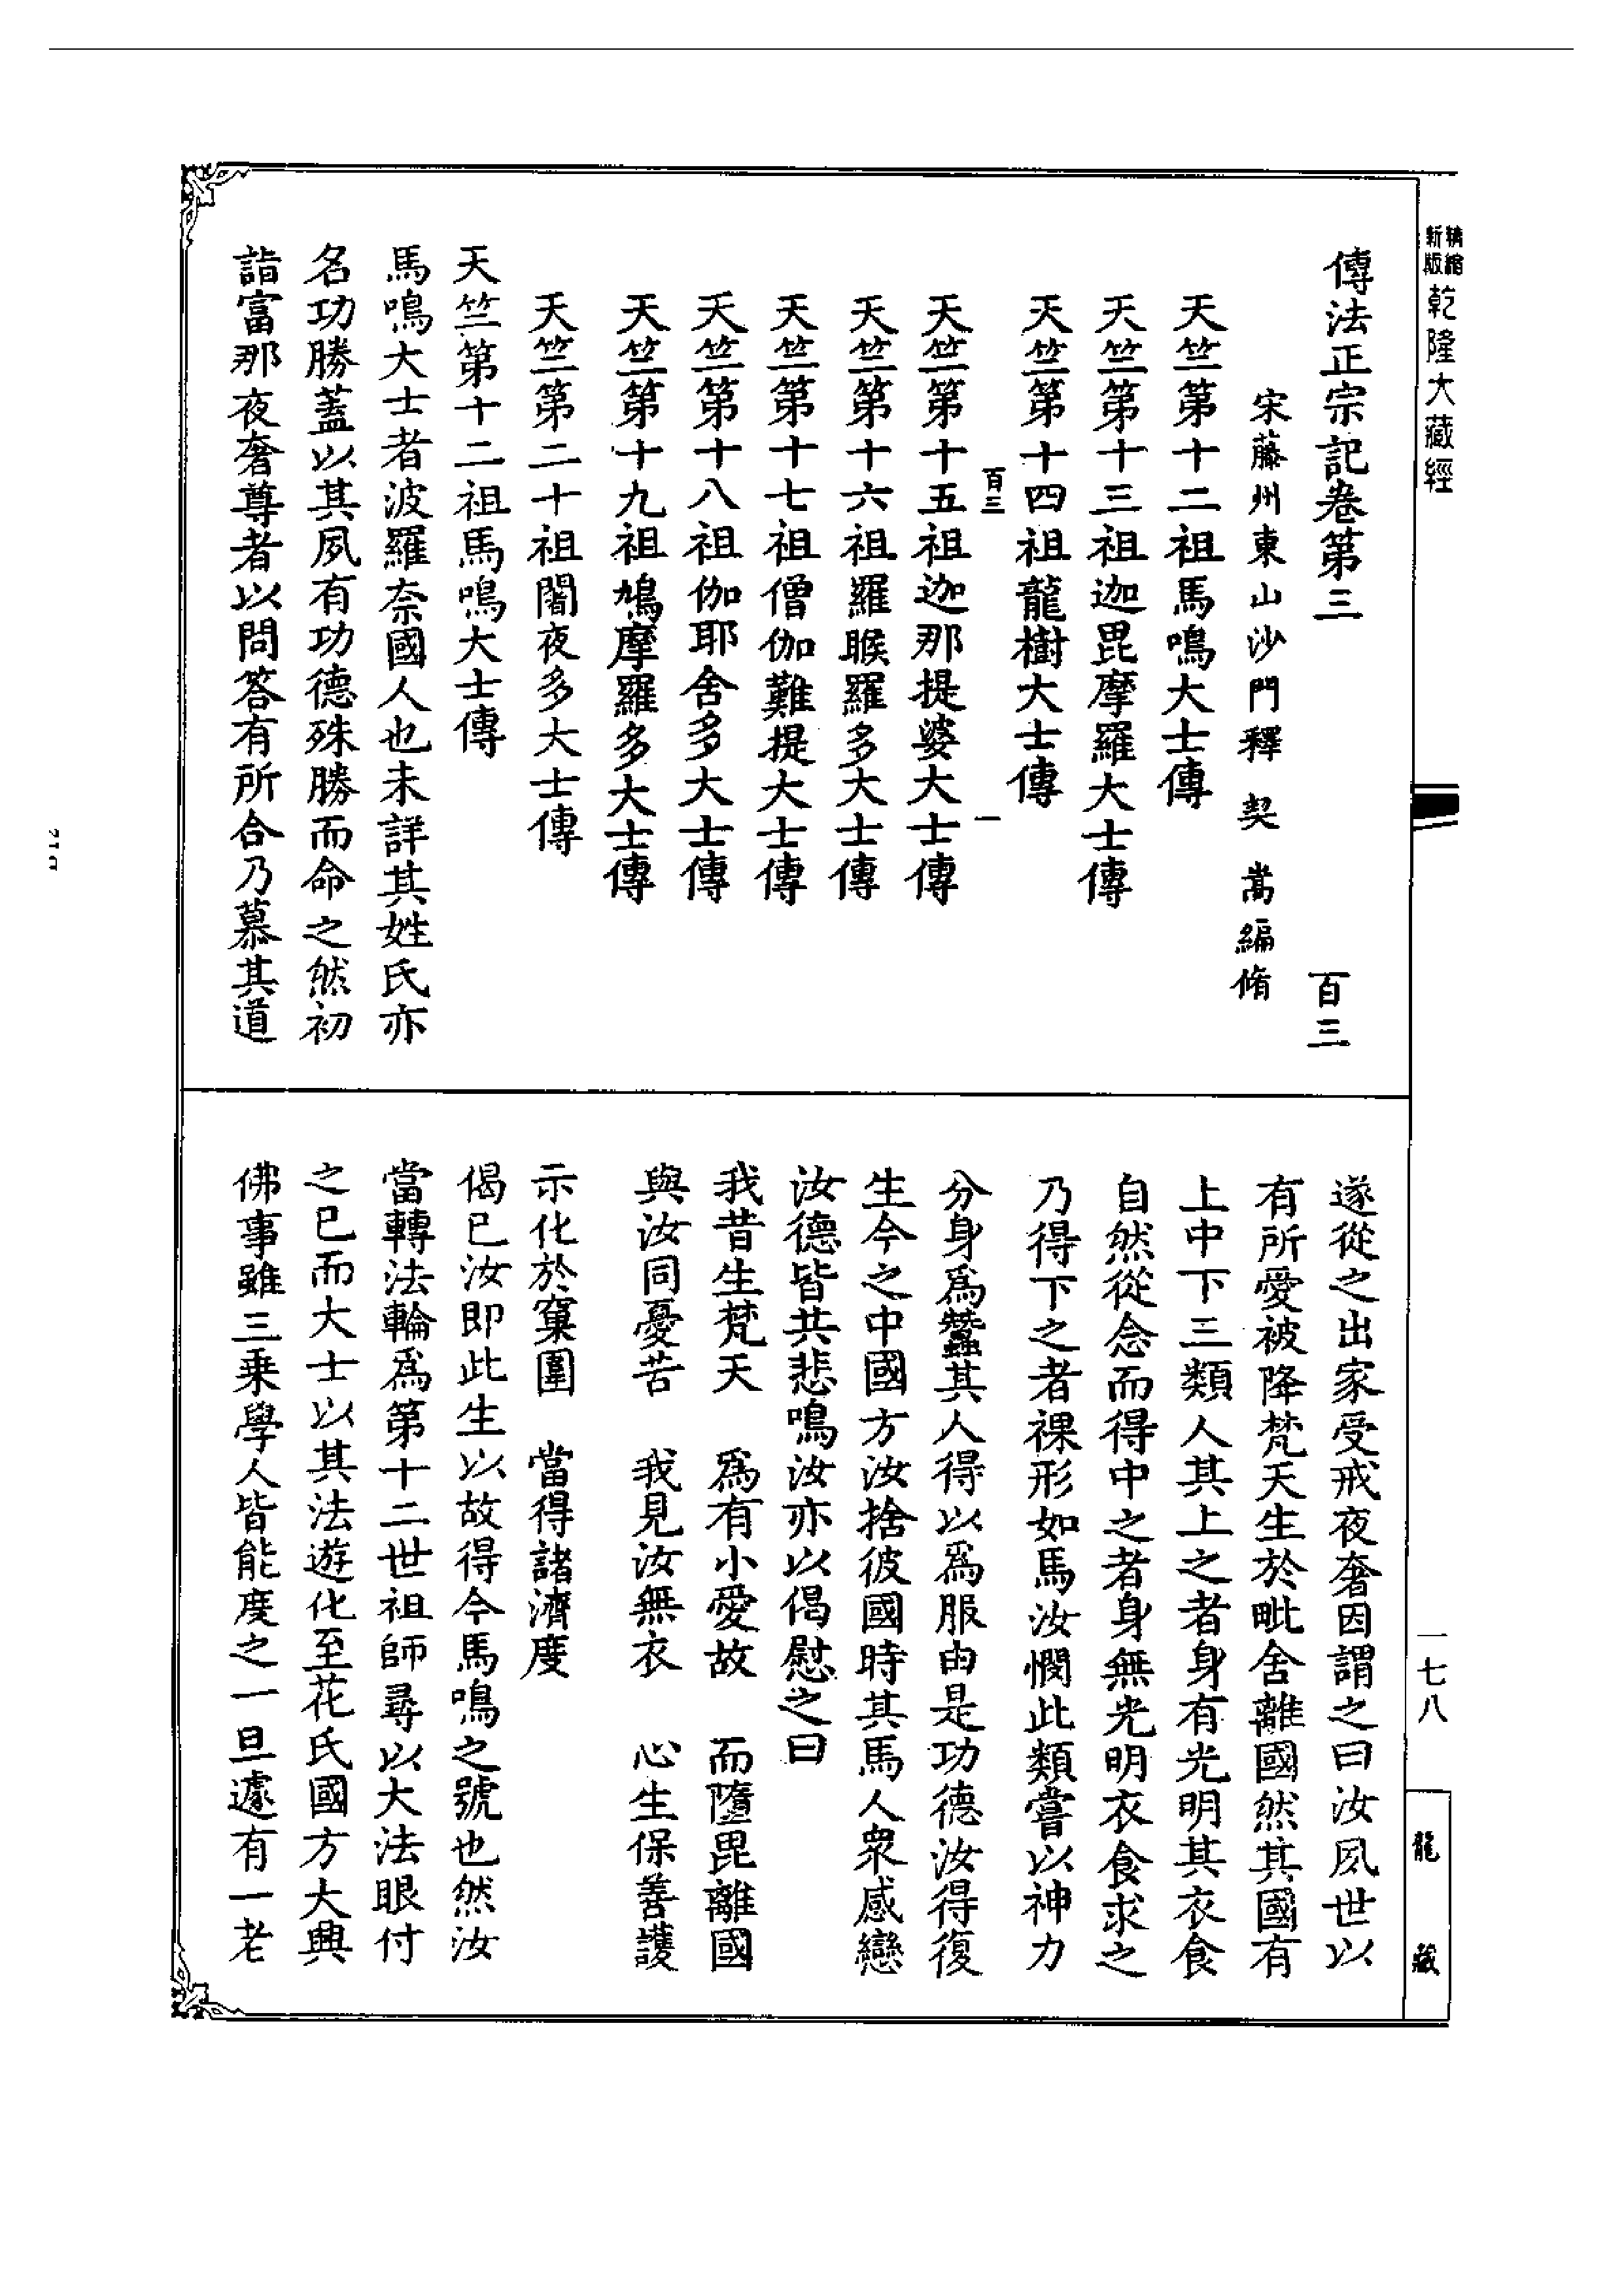 新版
精縮
乾隆大藏經
一七八
龍藏
傳法正宗記卷第三 百三
宋藤州東山沙門釋 契 嵩編脩
天竺第十二祖馬鳴大士傳
天竺第十三祖迦毘摩羅大士傳
天竺第十四祖龍樹大士傳
百三 一
天竺第十五祖迦那提婆大士傳
天竺第十六祖羅睺羅多大士傳
天竺第十七祖僧伽難提大士傳
天竺第十八祖伽耶舍多大士傳
天竺第十九祖鳩摩羅多大士傳
天竺第二十祖闍夜多大士傳
天竺第十二祖馬鳴大士傳
馬鳴大士者波羅奈國人也未詳其姓氏亦
名功勝蓋以其夙有功德殊勝而命之然初
詣富那夜奢尊者以問答有所合乃慕其道
遂從之出家受戒夜奢因謂之曰汝夙世以
有所愛被降梵天生於毗舍離國然其國有
上中下三類人其上之者身有光明其衣食
自然從念而得中之者身無光明衣食求之
乃得下之者裸形如馬汝憫此類嘗以神力
分身爲蠶其人得以爲服由是功德汝得復
生今之中國方汝捨彼國時其馬人衆感戀
汝德皆共悲鳴汝亦以偈慰之曰
我昔生梵天 爲有小愛故 而墮毘離國
與汝同憂苦 我見汝無衣 心生保善護
示化於窠圍 當得諸濟度
偈已汝即此生以故得今馬鳴之號也然汝
當轉法輪爲第十二世祖師尋以大法眼付
之已而大士以其法遊化至花氏國方大興
佛事雖三乗學人皆能度之一旦遽有一老